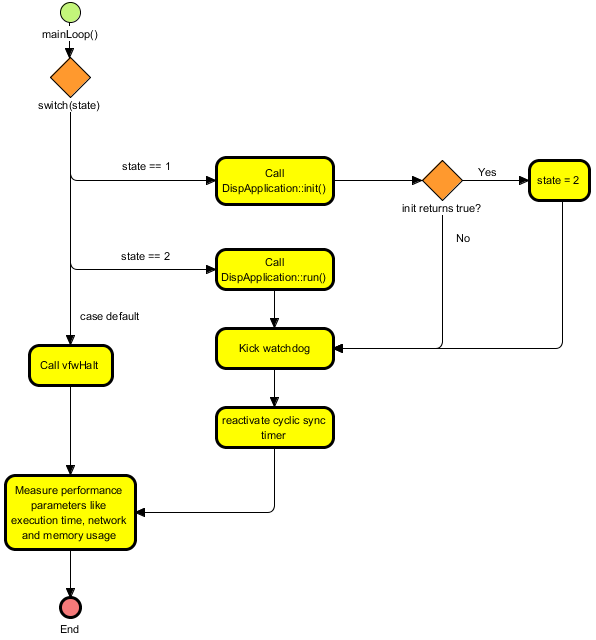 mainLoop()
switch(state)
state == 1
Call
DispApplication::init()
Yes
state = 2
init returns true?
No
state == 2
Call
DispApplication::run()
case default
Kick watchdog
Call vfwHalt
reactivate cyclic sync
timer
Measure performance
parameters like
execution time, network
and memory usage
End